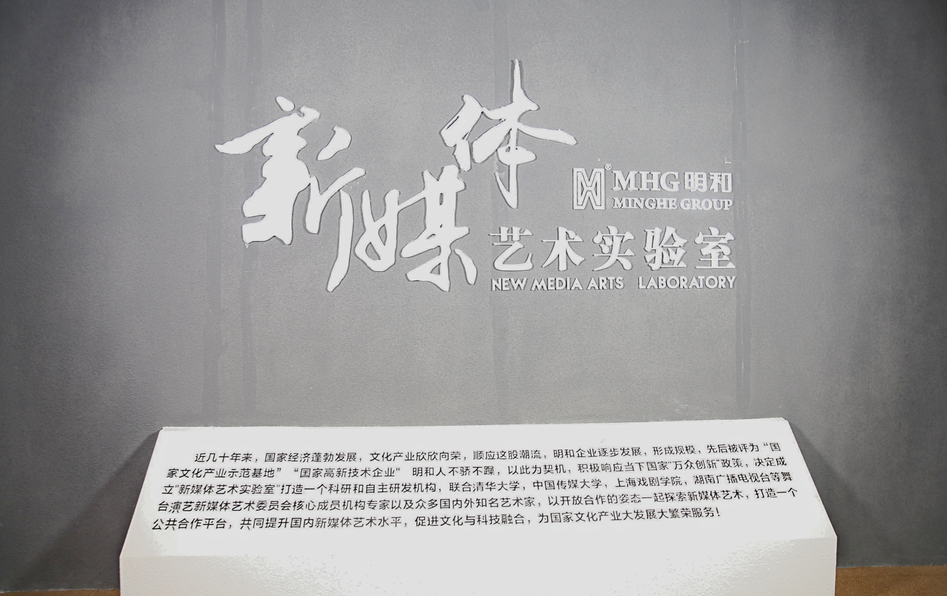 新媒体
MHG 明和
MINGHE GROUP
艺术实验室
NEW MEDIA ARTS LABORATORY
近几十年来，国家经济蓬勃发展，文化产业欣欣向荣，顺应这股潮流，明和企业逐步发展，形成规模，先后被评为“国
家文化产业示范基地”“国家高新技术企业” 明和人不骄不躁，以此为契机，积极响应当下国家“万众创新”政策，决定成
立“新媒体艺术实验室”打造一个科研和自主研发机构，联合清华大学，中国传媒大学，上海戏剧学院，湖南广播电视台等舞
台演艺新媒体艺术委员会核心成员机构专家以及众多国内外知名艺术家，以开放合作的姿态一起探索新媒体艺术，打造一个
公共合作平台，共同提升国内新媒体艺术水平，促进文化与科技融合，为国家文化产业大发展大繁荣服务！